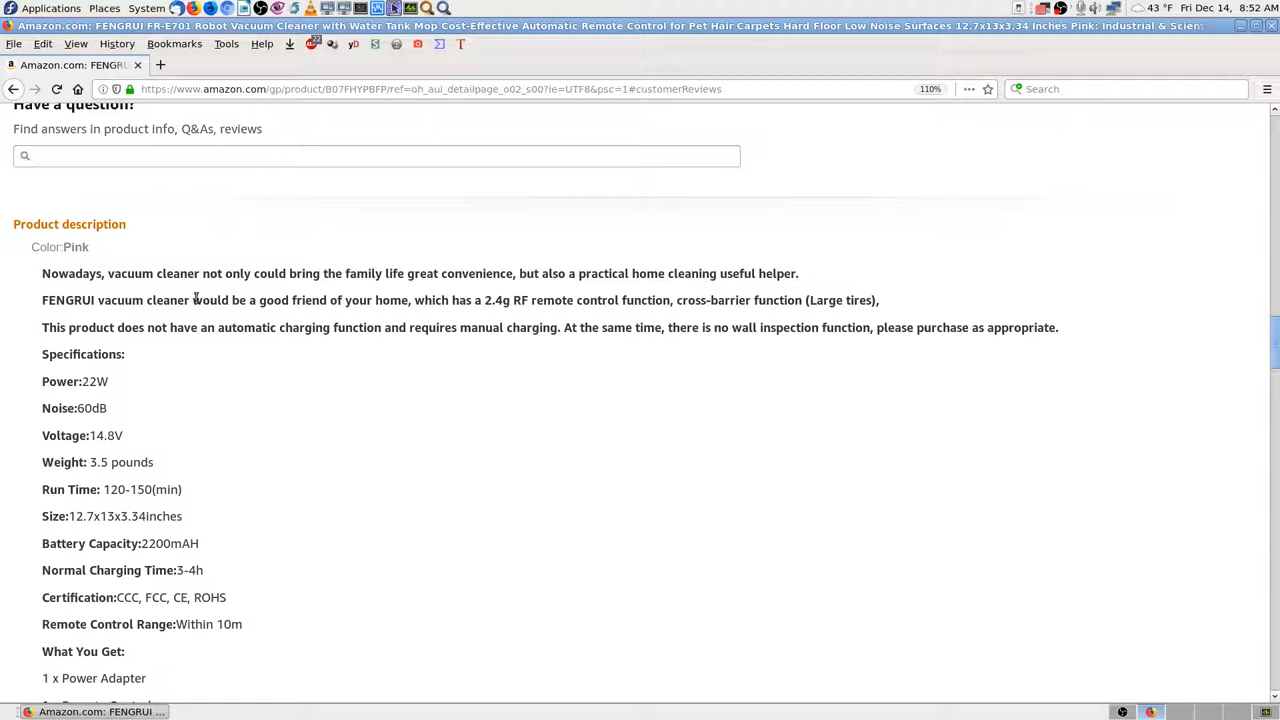 Applications Places System 43 °F Fri Dec 14, 8:52 AM
Amazon.com: FENGRUI FR-E701 Robot Vacuum Cleaner with Water Tank Mop Cost-Effective Automatic Remote Control for Pet Hair Carpets Hard Floor Low Noise Surfaces 12.7x13x3.34 Inches Pink: Industrial & Scient
File Edit View History Bookmarks Tools Help
Amazon.com: FENGR
https://www.amazon.com/gp/product/B07FHYPBFP/ref=oh_aui_detailpage_o02_s00?ie=UTF8&psc=1#customerReviews 110% Search
Have a question?
Find answers in product info, Q&As, reviews
Product description
Color:Pink
Nowadays, vacuum cleaner not only could bring the family life great convenience, but also a practical home cleaning useful helper.
FENGRUI vacuum cleaner would be a good friend of your home, which has a 2.4g RF remote control function, cross-barrier function (Large tires),
This product does not have an automatic charging function and requires manual charging. At the same time, there is no wall inspection function, please purchase as appropriate.
Specifications:
Power:22W
Noise:60dB
Voltage:14.8V
Weight: 3.5 pounds
Run Time: 120-150(min)
Size:12.7x13x3.34inches
Battery Capacity:2200mAH
Normal Charging Time:3-4h
Certification:CCC, FCC, CE, ROHS
Remote Control Range:Within 10m
What You Get:
1 x Power Adapter
Amazon.com: FENGRUI ...